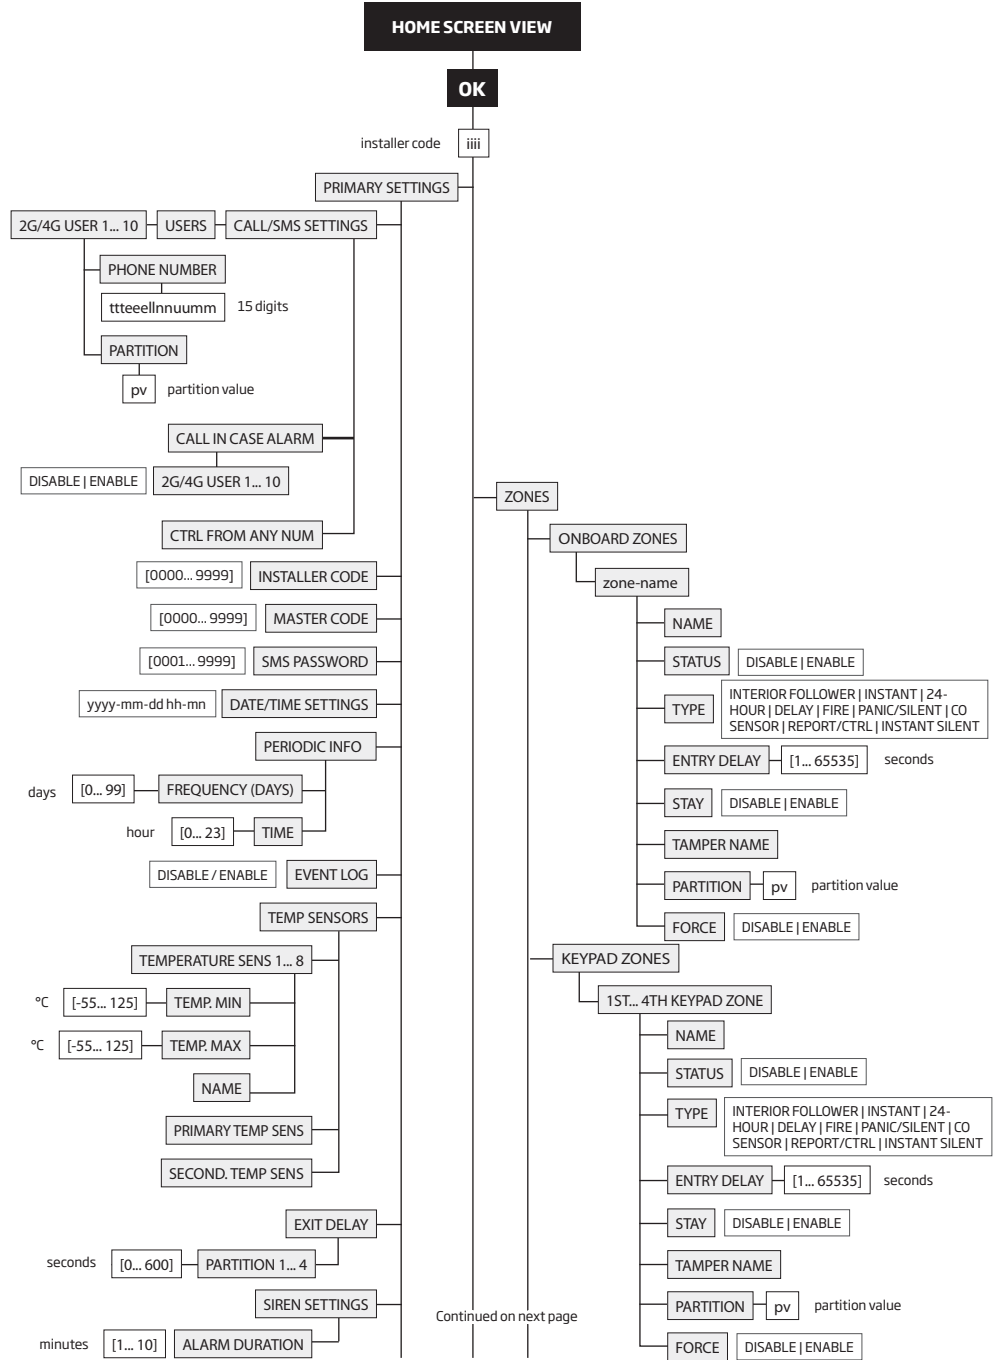 HOME SCREEN VIEW
OK
installer code iiii
PRIMARY SETTINGS
2G/4G USER 1... 10 USERS CALL/SMS SETTINGS
PHONE NUMBER
ttteeellnnuumm 15 digits
PARTITION
pv partition value
CALL IN CASE ALARM
DISABLE | ENABLE 2G/4G USER 1... 10
CTRL FROM ANY NUM
[0000... 9999] INSTALLER CODE
[0000... 9999] MASTER CODE
[0001... 9999] SMS PASSWORD
yyyy-mm-dd hh-mn DATE/TIME SETTINGS
PERIODIC INFO
days [0... 99] FREQUENCY (DAYS)
hour [0... 23] TIME
DISABLE / ENABLE EVENT LOG
TEMP SENSORS
TEMPERATURE SENS 1... 8
°C [-55... 125] TEMP. MIN
°C [-55... 125] TEMP. MAX
NAME
PRIMARY TEMP SENS
SECOND. TEMP SENS
EXIT DELAY
seconds [0... 600] PARTITION 1... 4
SIREN SETTINGS
minutes [1... 10] ALARM DURATION
ZONES
ONBOARD ZONES
zone-name
NAME
STATUS DISABLE | ENABLE
TYPE
INTERIOR FOLLOWER | INSTANT | 24-
HOUR | DELAY | FIRE | PANIC/SILENT | CO
SENSOR | REPORT/CTRL | INSTANT SILENT
ENTRY DELAY [1... 65535] seconds
STAY DISABLE | ENABLE
TAMPER NAME
PARTITION pv partition value
FORCE DISABLE | ENABLE
KEYPAD ZONES
1ST... 4TH KEYPAD ZONE
NAME
STATUS DISABLE | ENABLE
TYPE
INTERIOR FOLLOWER | INSTANT | 24-
HOUR | DELAY | FIRE | PANIC/SILENT | CO
SENSOR | REPORT/CTRL | INSTANT SILENT
ENTRY DELAY [1... 65535] seconds
STAY DISABLE | ENABLE
TAMPER NAME
PARTITION pv partition value
FORCE DISABLE | ENABLE
Continued on next page